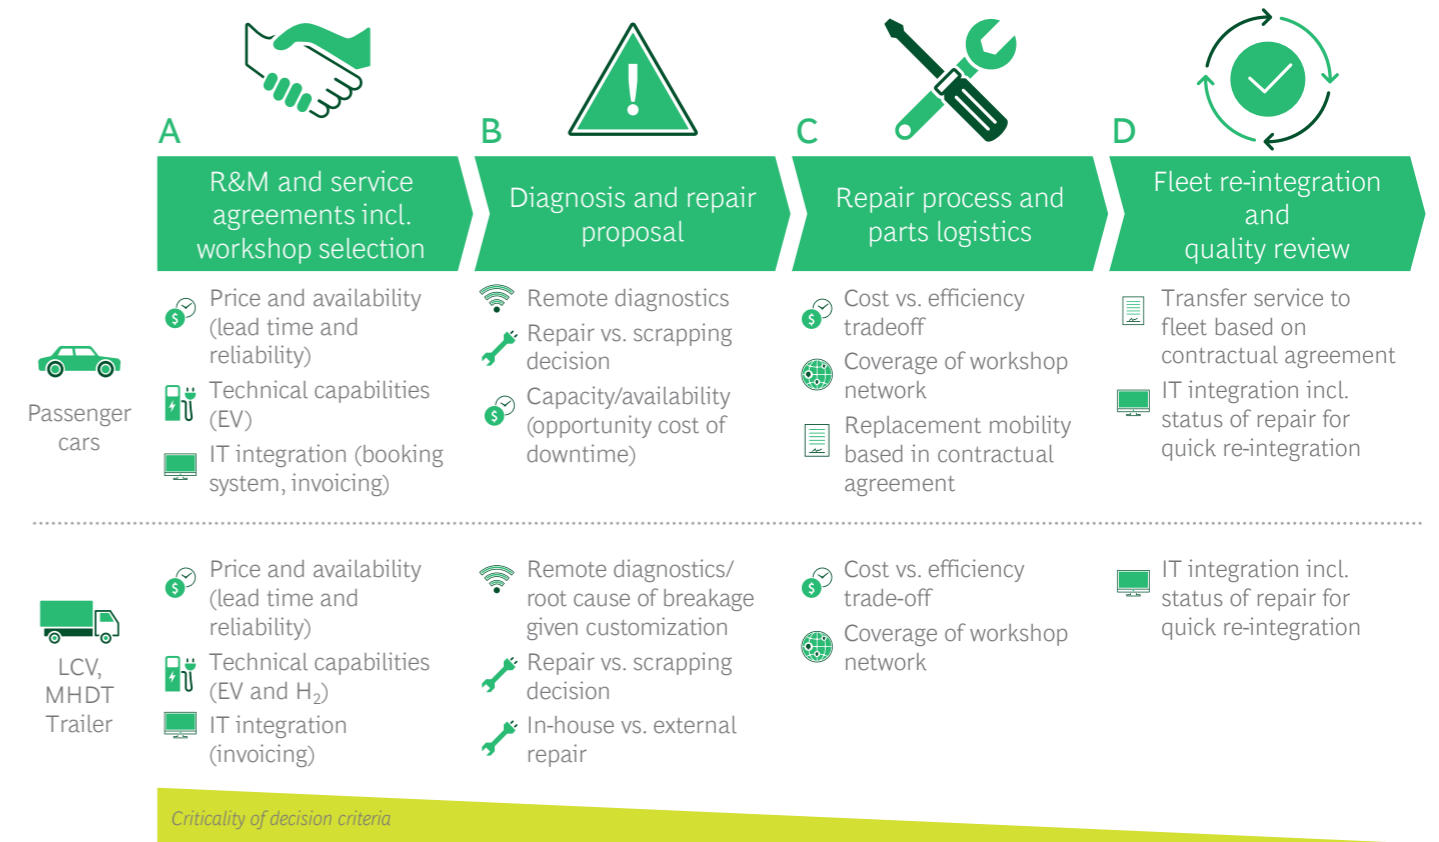 A
B
C
D
R&M and service
agreements incl.
workshop selection
Diagnosis and repair
proposal
Repair process and
parts logistics
Fleet re-integration
and
quality review
Passenger
cars
Price and availability
(lead time and
reliability)
Technical capabilities
(EV)
IT integration (booking
system, invoicing)
Remote diagnostics
Repair vs. scrapping
decision
Capacity/availability
(opportunity cost of
downtime)
Cost vs. efficiency
tradeoff
Coverage of workshop
network
Replacement mobility
based in contractual
agreement
Transfer service to
fleet based on
contractual agreement
IT integration incl.
status of repair for
quick re-integration
LCV,
MHDT
Trailer
Price and availability
(lead time and
reliability)
Technical capabilities
(EV and H₂)
IT integration
(invoicing)
Remote diagnostics/
root cause of breakage
given customization
Repair vs. scrapping
decision
In-house vs. external
repair
Cost vs. efficiency
trade-off
Coverage of workshop
network
IT integration incl.
status of repair for
quick re-integration
Criticality of decision criteria